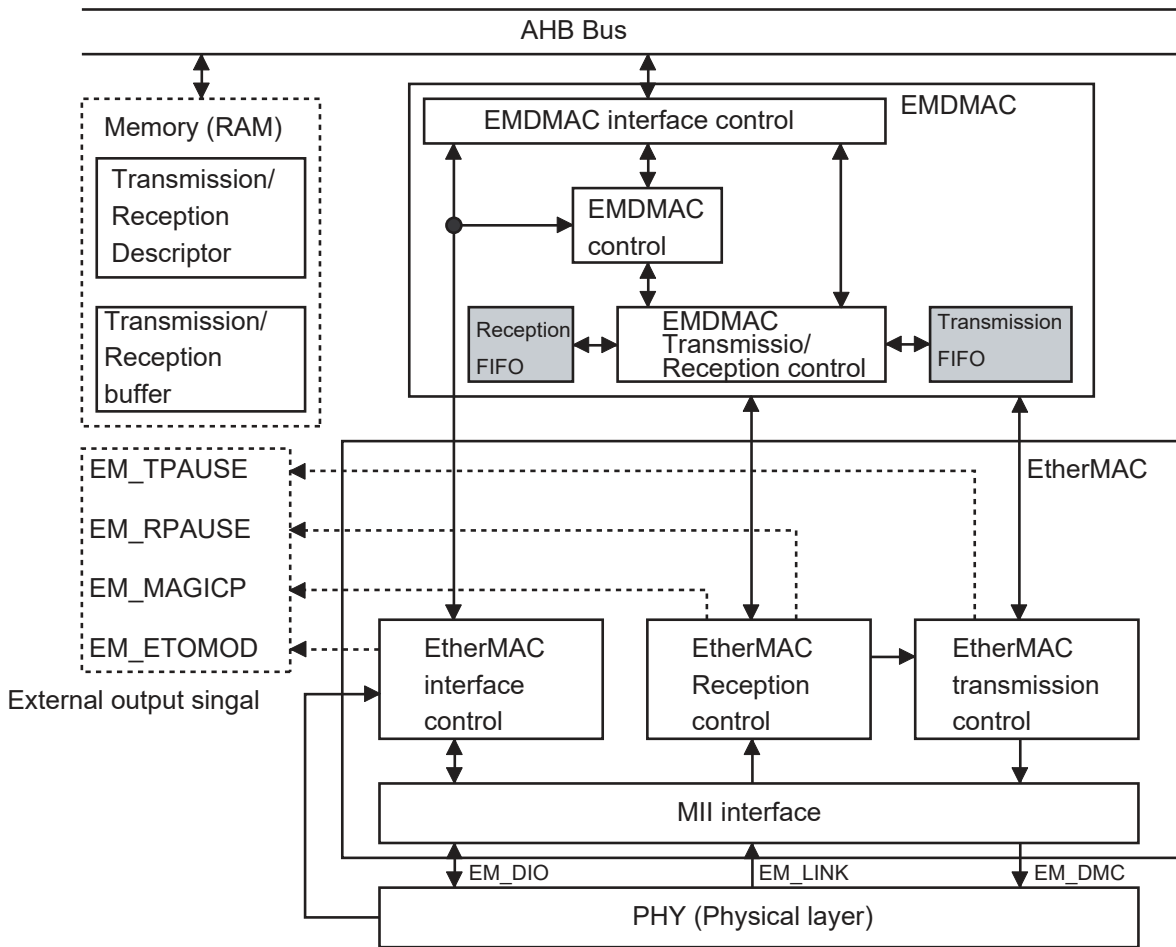 AHB Bus
Memory (RAM)
Transmission/
Reception
Descriptor
Transmission/
Reception
buffer
EMDMAC
EMDMAC interface control
EMDMAC
control
Reception
FIFO
EMDMAC
Transmissio/
Reception control
Transmission
FIFO
EM_TPAUSE
EM_RPAUSE
EM_MAGICP
EM_ETOMOD
External output singal
EtherMAC
EtherMAC
interface
control
EtherMAC
Reception
control
EtherMAC
transmission
control
MII interface
EM_DIO
EM_LINK
EM_DMC
PHY (Physical layer)